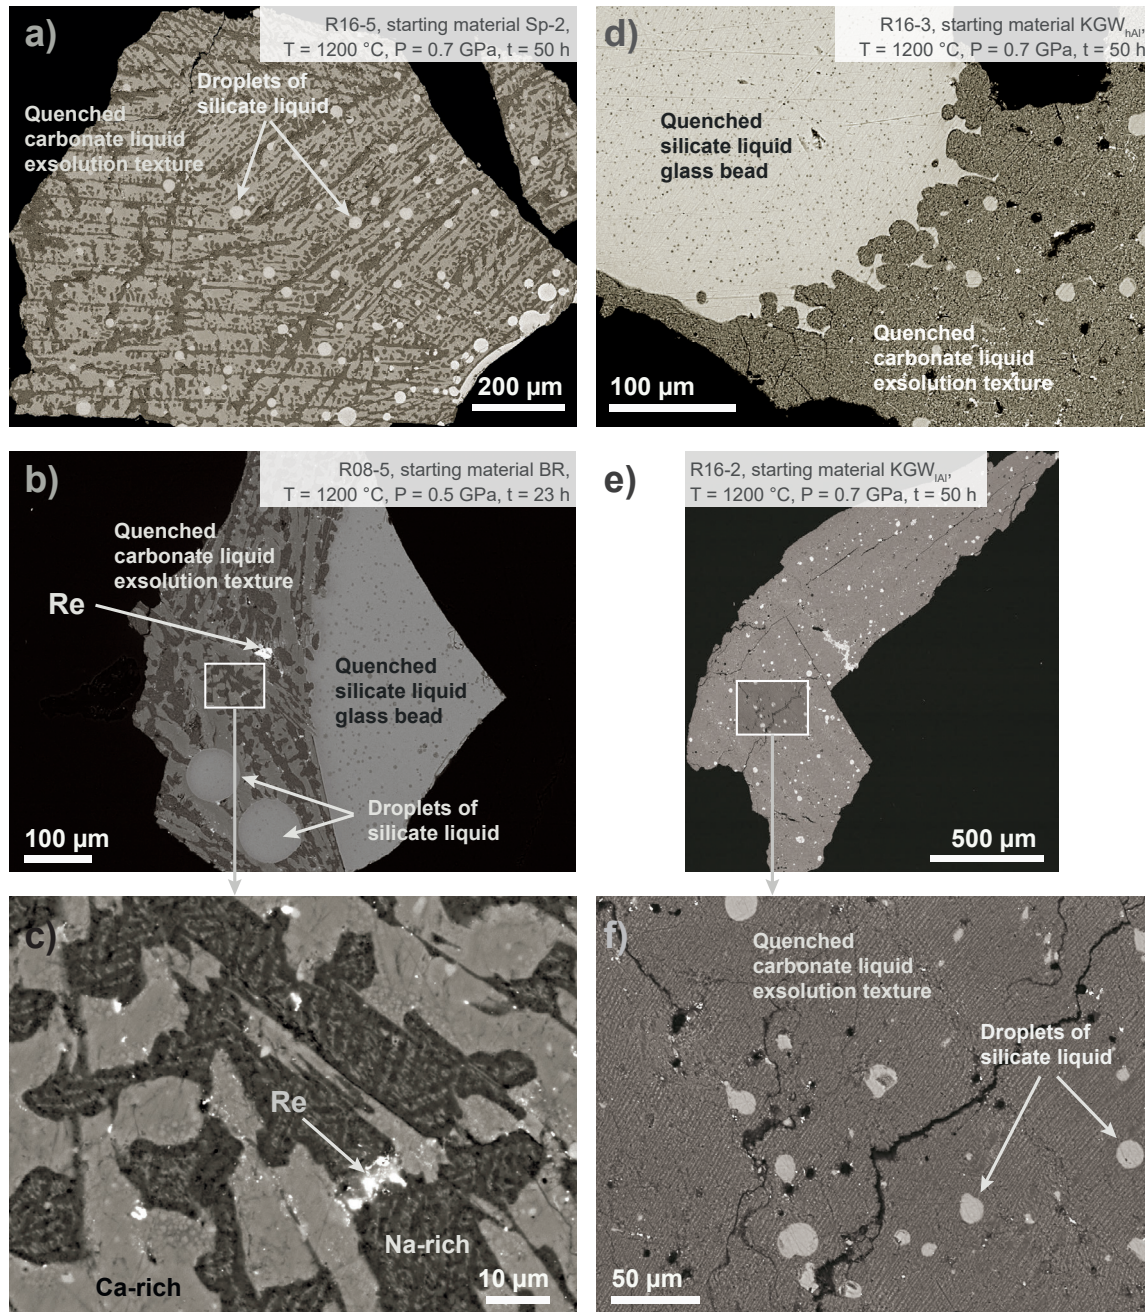 a)
R16-5, starting material Sp-2,
T = 1200 °C, P = 0.7 GPa, t = 50 h
Droplets of
silicate liquid
Quenched
carbonate liquid
exsolution texture
200 µm
d)
R16-3, starting material KGWhAl,
T = 1200 °C, P = 0.7 GPa, t = 50 h
Quenched
silicate liquid
glass bead
Quenched
carbonate liquid
exsolution texture
100 µm
b)
R08-5, starting material BR,
T = 1200 °C, P = 0.5 GPa, t = 23 h
Quenched
carbonate liquid
exsolution texture
Re
Quenched
silicate liquid
glass bead
Droplets of
silicate liquid
100 µm
e)
R16-2, starting material KGWlAl,
T = 1200 °C, P = 0.7 GPa, t = 50 h
500 µm
c)
Re
Na-rich
Ca-rich
10 µm
f)
Quenched
carbonate liquid
exsolution texture
Droplets of
silicate liquid
50 µm